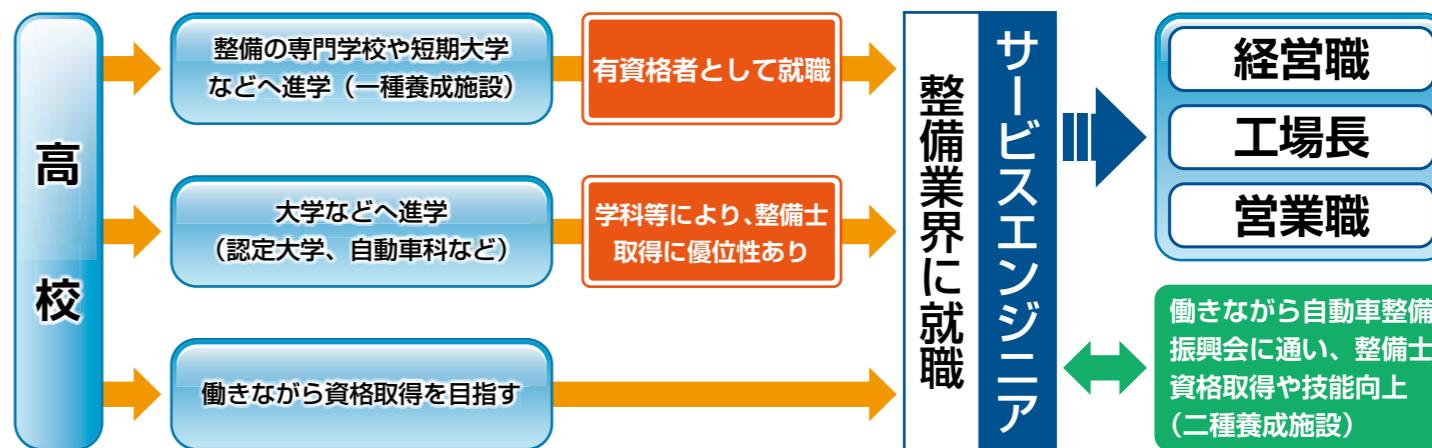 高校
整備の専門学校や短期大学
などへ進学（一種養成施設）
有資格者として就職
大学などへ進学
（認定大学、自動車科など）
学科等により、整備士
取得に優位性あり
働きながら資格取得を目指す
整備業界に就職
サービスエンジニア
経営職
工場長
営業職
働きながら自動車整備
振興会に通い、整備士
資格取得や技能向上
（二種養成施設）